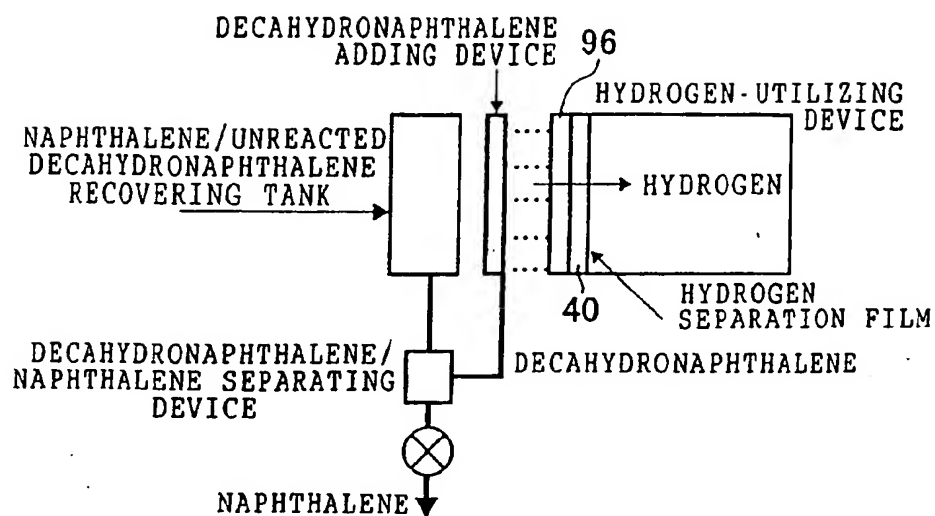 DECAHYDRONAPHTHALENE
ADDING DEVICE
96
HYDROGEN-UTILIZING
DEVICE
NAPHTHALENE/UNREACTED
DECAHYDRONAPHTHALENE
RECOVERING TANK
HYDROGEN
40
HYDROGEN
SEPARATION FILM
DECAHYDRONAPHTHALENE/
NAPHTHALENE SEPARATING
DEVICE
DECAHYDRONAPHTHALENE
NAPHTHALENE